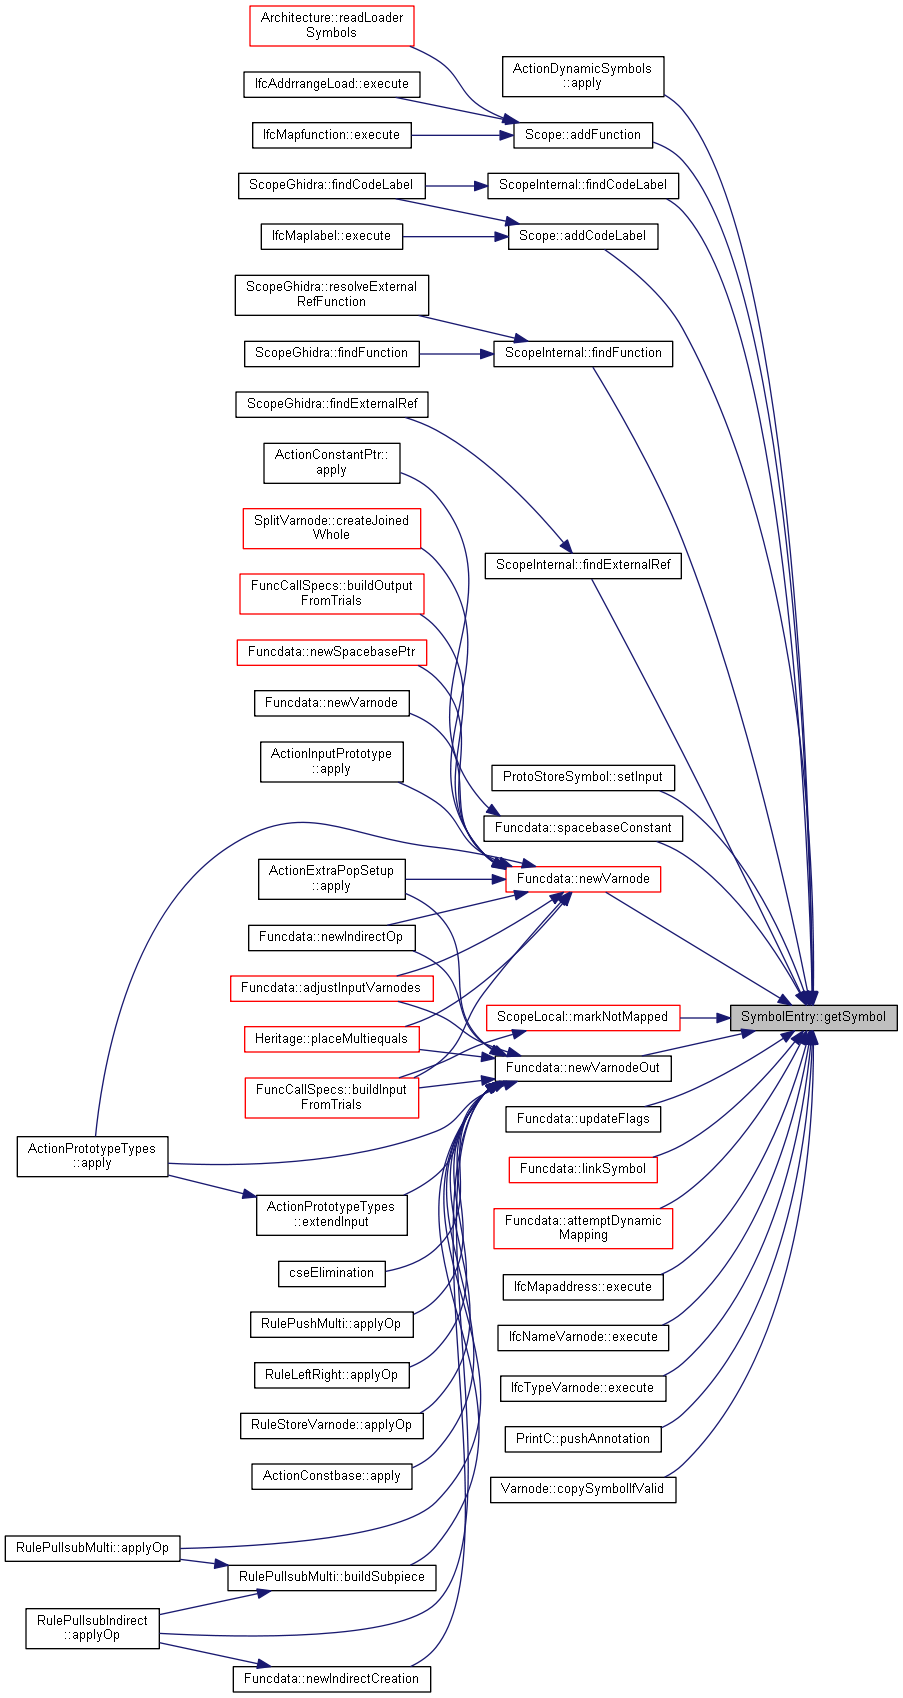 Architecture::readLoader
Symbols
ActionDynamicSymbols
::apply
IfcAddrrangeLoad::execute
IfcMapfunction::execute
Scope::addFunction
ScopeGhidra::findCodeLabel
ScopeInternal::findCodeLabel
IfcMaplabel::execute
Scope::addCodeLabel
ScopeGhidra::resolveExternal
RefFunction
ScopeGhidra::findFunction
ScopeInternal::findFunction
ScopeGhidra::findExternalRef
ActionConstantPtr::
apply
SplitVarnode::createJoined
Whole
ScopeInternal::findExternalRef
FuncCallSpecs::buildOutput
FromTrials
Funcdata::newSpacebasePtr
Funcdata::newVarnode
ActionInputPrototype
::apply
ProtoStoreSymbol::setInput
Funcdata::spacebaseConstant
ActionExtraPopSetup
::apply
Funcdata::newVarnode
Funcdata::newIndirectOp
Funcdata::adjustInputVarnodes
Heritage::placeMultiequals
ScopeLocal::markNotMapped
SymbolEntry::getSymbol
FuncCallSpecs::buildInput
FromTrials
Funcdata::newVarnodeOut
Funcdata::updateFlags
ActionPrototypeTypes
::apply
Funcdata::linkSymbol
ActionPrototypeTypes
::extendInput
Funcdata::attemptDynamic
Mapping
cseElimination
IfcMapaddress::execute
RulePushMulti::applyOp
IfcNameVarnode::execute
RuleLeftRight::applyOp
IfcTypeVarnode::execute
RuleStoreVarnode::applyOp
PrintC::pushAnnotation
ActionConstbase::apply
Varnode::copySymbolIfValid
RulePullsubMulti::applyOp
RulePullsubMulti::buildSubpiece
RulePullsubIndirect
::applyOp
Funcdata::newIndirectCreation